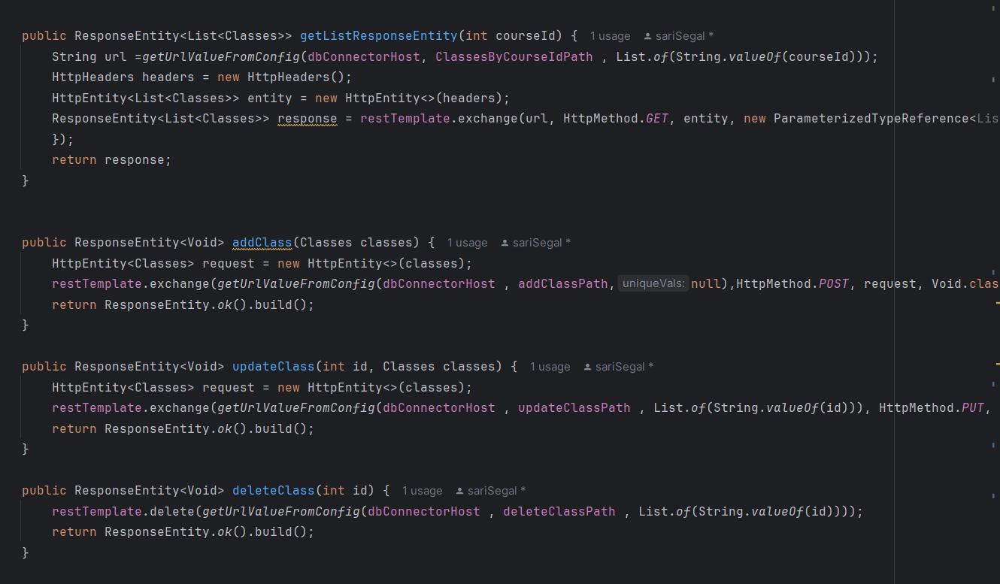 public ResponseEntity<List<Classes>> getListResponseEntity(int courseId) { 1 usage sariSegal *
String url =getUrlValueFromConfig(dbConnectorHost, ClassesByCourseIdPath , List.of(String.valueOf(courseId)));
HttpHeaders headers = new HttpHeaders();
HttpEntity<List<Classes>> entity = new HttpEntity<>(headers);
ResponseEntity<List<Classes>> response = restTemplate.exchange(url, HttpMethod.GET, entity, new ParameterizedTypeReference<Lis
});
return response;
}
public ResponseEntity<Void> addClass(Classes classes) { 1 usage sariSegal *
HttpEntity<Classes> request = new HttpEntity<>(classes);
restTemplate.exchange(getUrlValueFromConfig(dbConnectorHost , addClassPath, uniqueVals: null),HttpMethod.POST, request, Void.clas
return ResponseEntity.ok().build();
}
public ResponseEntity<Void> updateClass(int id, Classes classes) { 1 usage sariSegal *
HttpEntity<Classes> request = new HttpEntity<>(classes);
restTemplate.exchange(getUrlValueFromConfig(dbConnectorHost , updateClassPath , List.of(String.valueOf(id))), HttpMethod.PUT,
return ResponseEntity.ok().build();
}
public ResponseEntity<Void> deleteClass(int id) { 1 usage sariSegal *
restTemplate.delete(getUrlValueFromConfig(dbConnectorHost , deleteClassPath , List.of(String.valueOf(id))));
return ResponseEntity.ok().build();
}